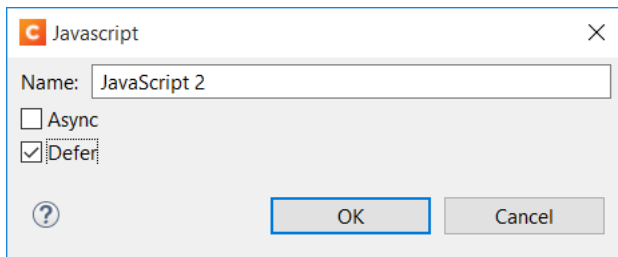 C Javascript
Name: JavaScript 2
Async
Defer
? OK Cancel